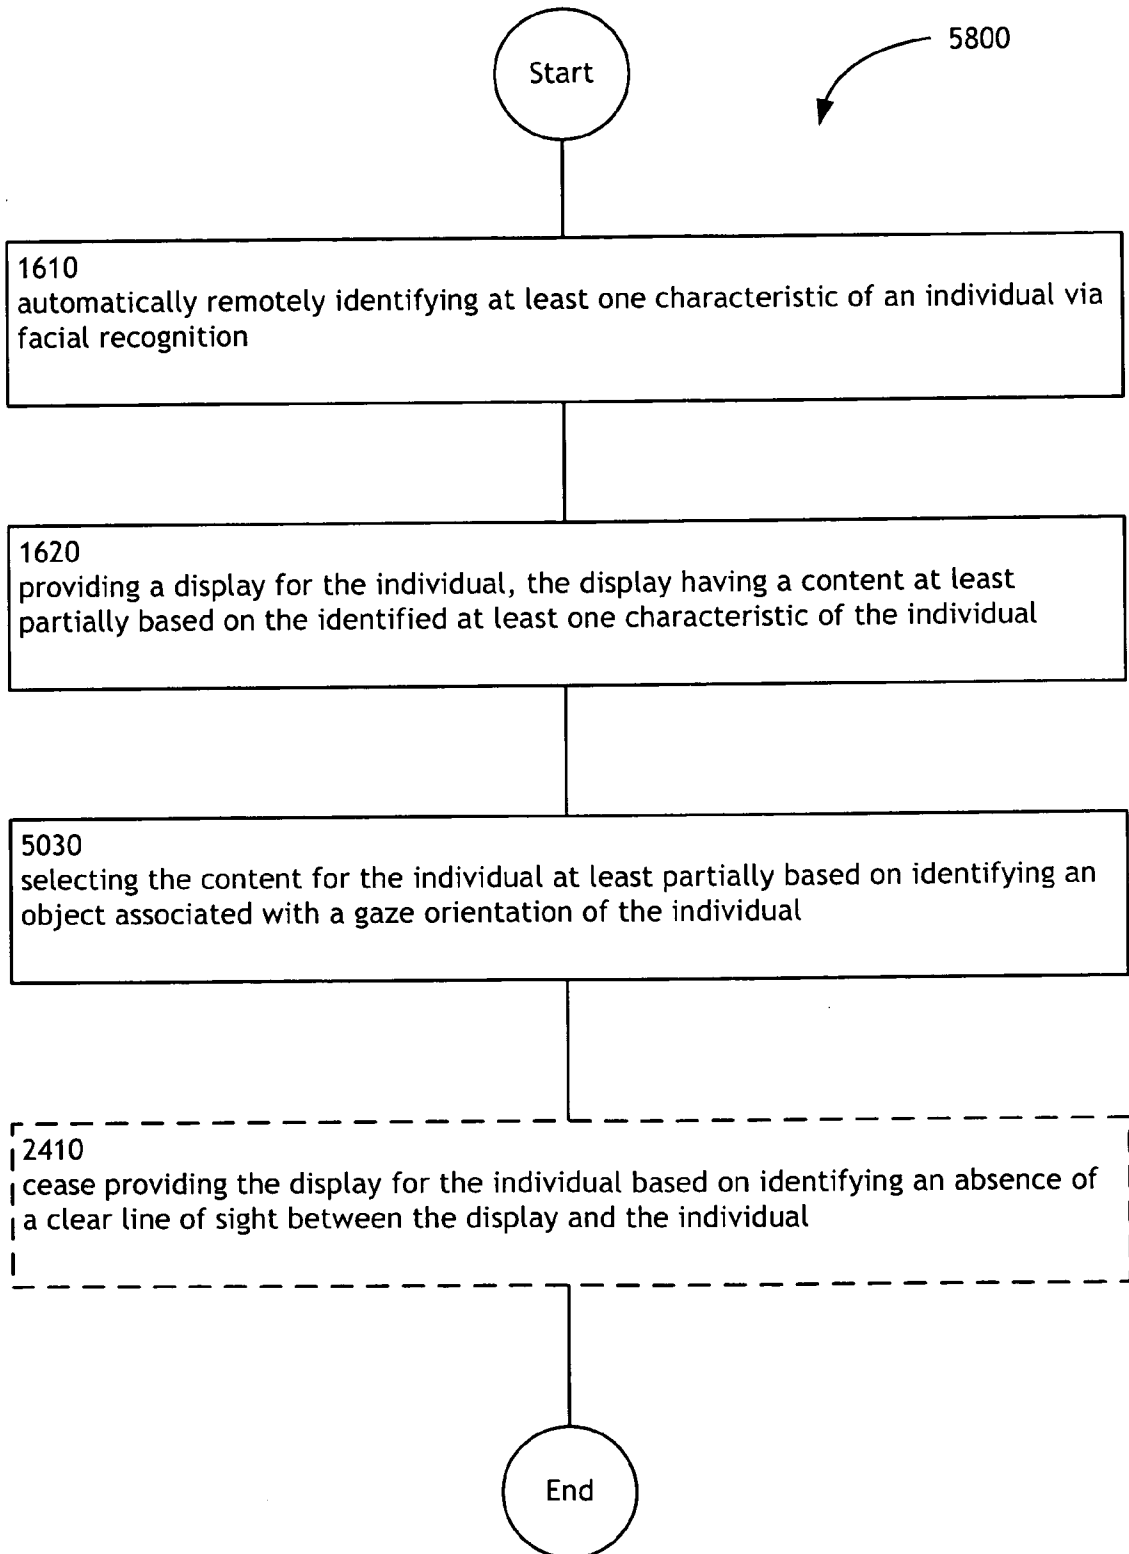 Start
5800
1610
automatically remotely identifying at least one characteristic of an individual via
facial recognition
1620
providing a display for the individual, the display having a content at least
partially based on the identified at least one characteristic of the individual
5030
selecting the content for the individual at least partially based on identifying an
object associated with a gaze orientation of the individual
2410
cease providing the display for the individual based on identifying an absence of
a clear line of sight between the display and the individual
End